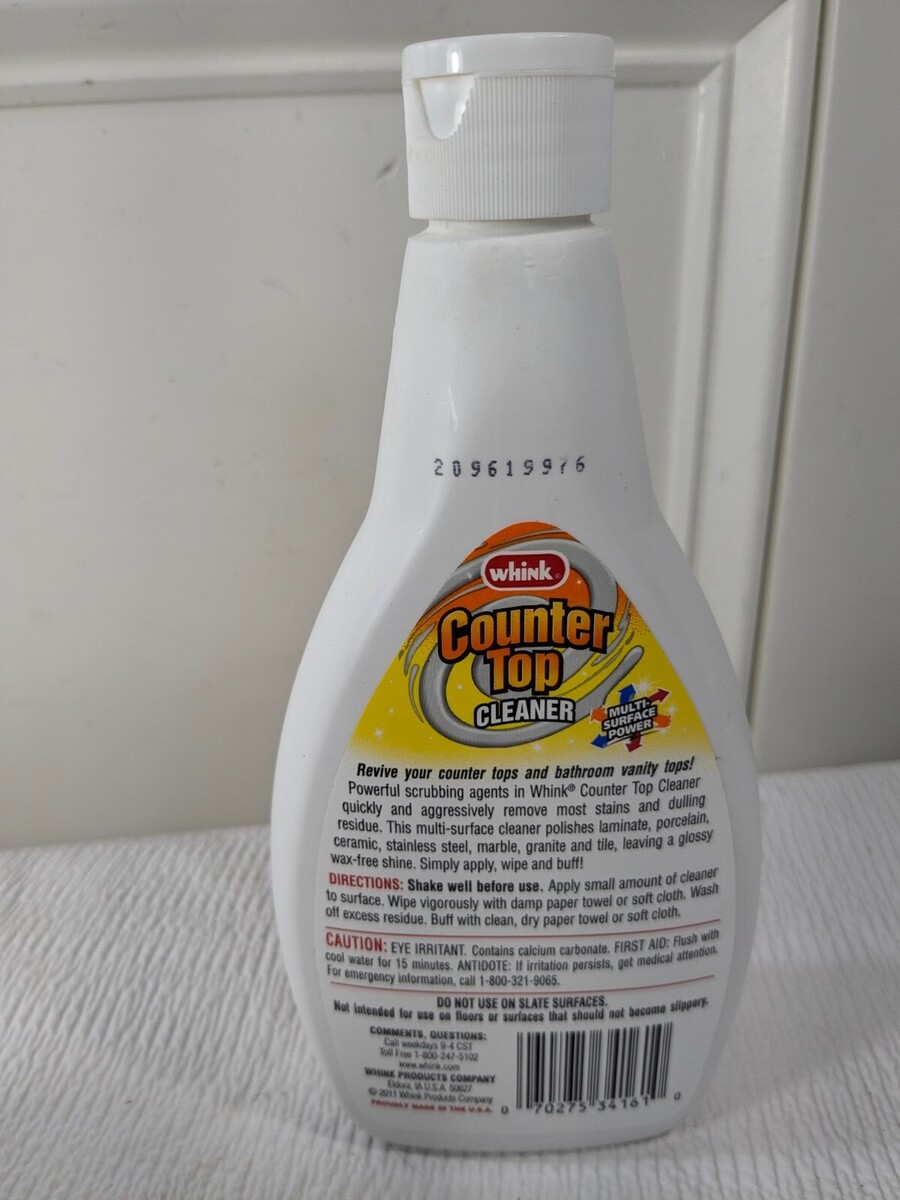 209619976
whink®
Counter
Top
CLEANER
MULTI-
SURFACE
POWER
Revive your counter tops and bathroom vanity tops!
Powerful scrubbing agents in Whink® Counter Top Cleaner
quickly and aggressively remove most stains and dulling
residue. This multi-surface cleaner polishes laminate, porcelain,
ceramic, stainless steel, marble, granite and tile, leaving a glossy
wax-free shine. Simply apply, wipe and buff!
DIRECTIONS: Shake well before use. Apply small amount of cleaner
to surface. Wipe vigorously with damp paper towel or soft cloth. Wash
off excess residue. Buff with clean, dry paper towel or soft cloth.
CAUTION: EYE IRRITANT. Contains calcium carbonate. FIRST AID: Flush with
cool water for 15 minutes. ANTIDOTE: If irritation persists, get medical attention.
For emergency information, call 1-800-321-9065.
DO NOT USE ON SLATE SURFACES.
Not intended for use on floors or surfaces that should not become slippery.
COMMENTS, QUESTIONS:
Call weekdays 9-4 CST
Toll Free 1-800-247-5102
www.whink.com
WHINK PRODUCTS COMPANY
Eldora, IA U.S.A. 50627
© 2011 Whink Products Company
PROUDLY MADE IN THE U.S.A.
0 70275 34161 0